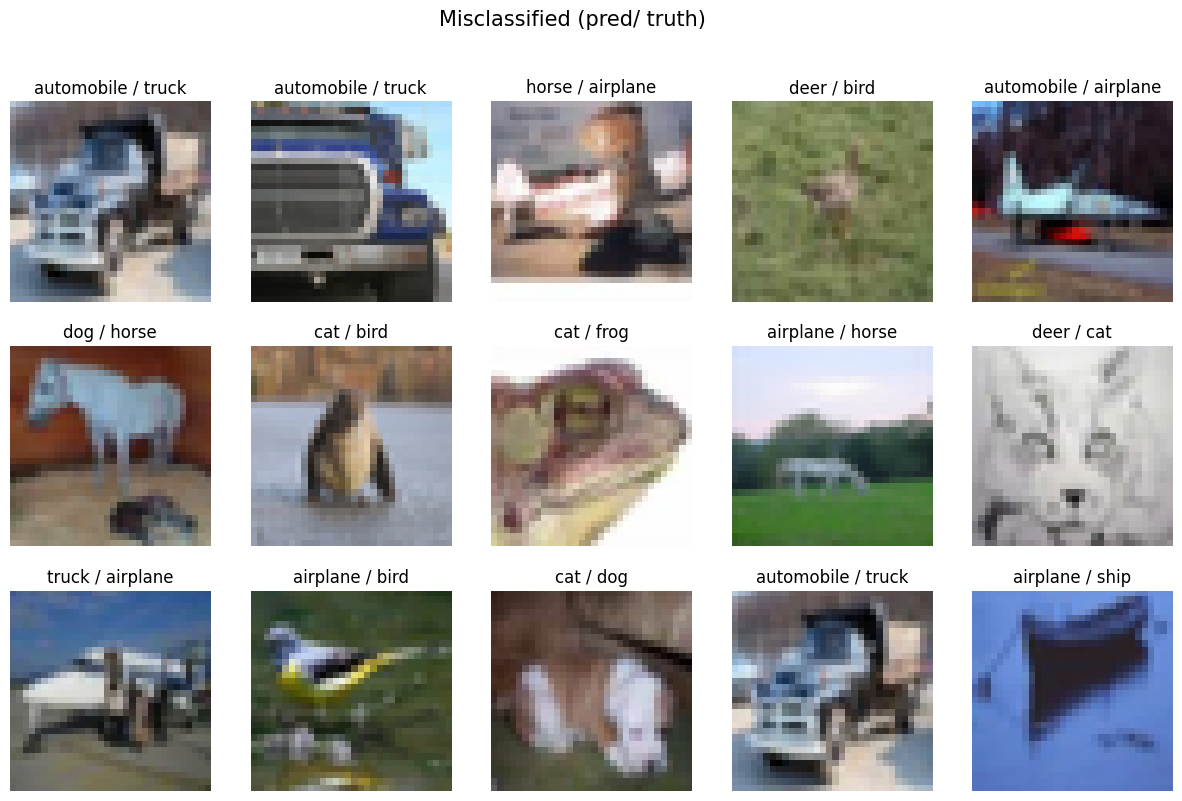 Misclassified (pred/ truth)
automobile / truck
automobile / truck
horse / airplane
deer / bird
automobile / airplane
dog / horse
cat / bird
cat / frog
airplane / horse
deer / cat
truck / airplane
airplane / bird
cat / dog
automobile / truck
airplane / ship